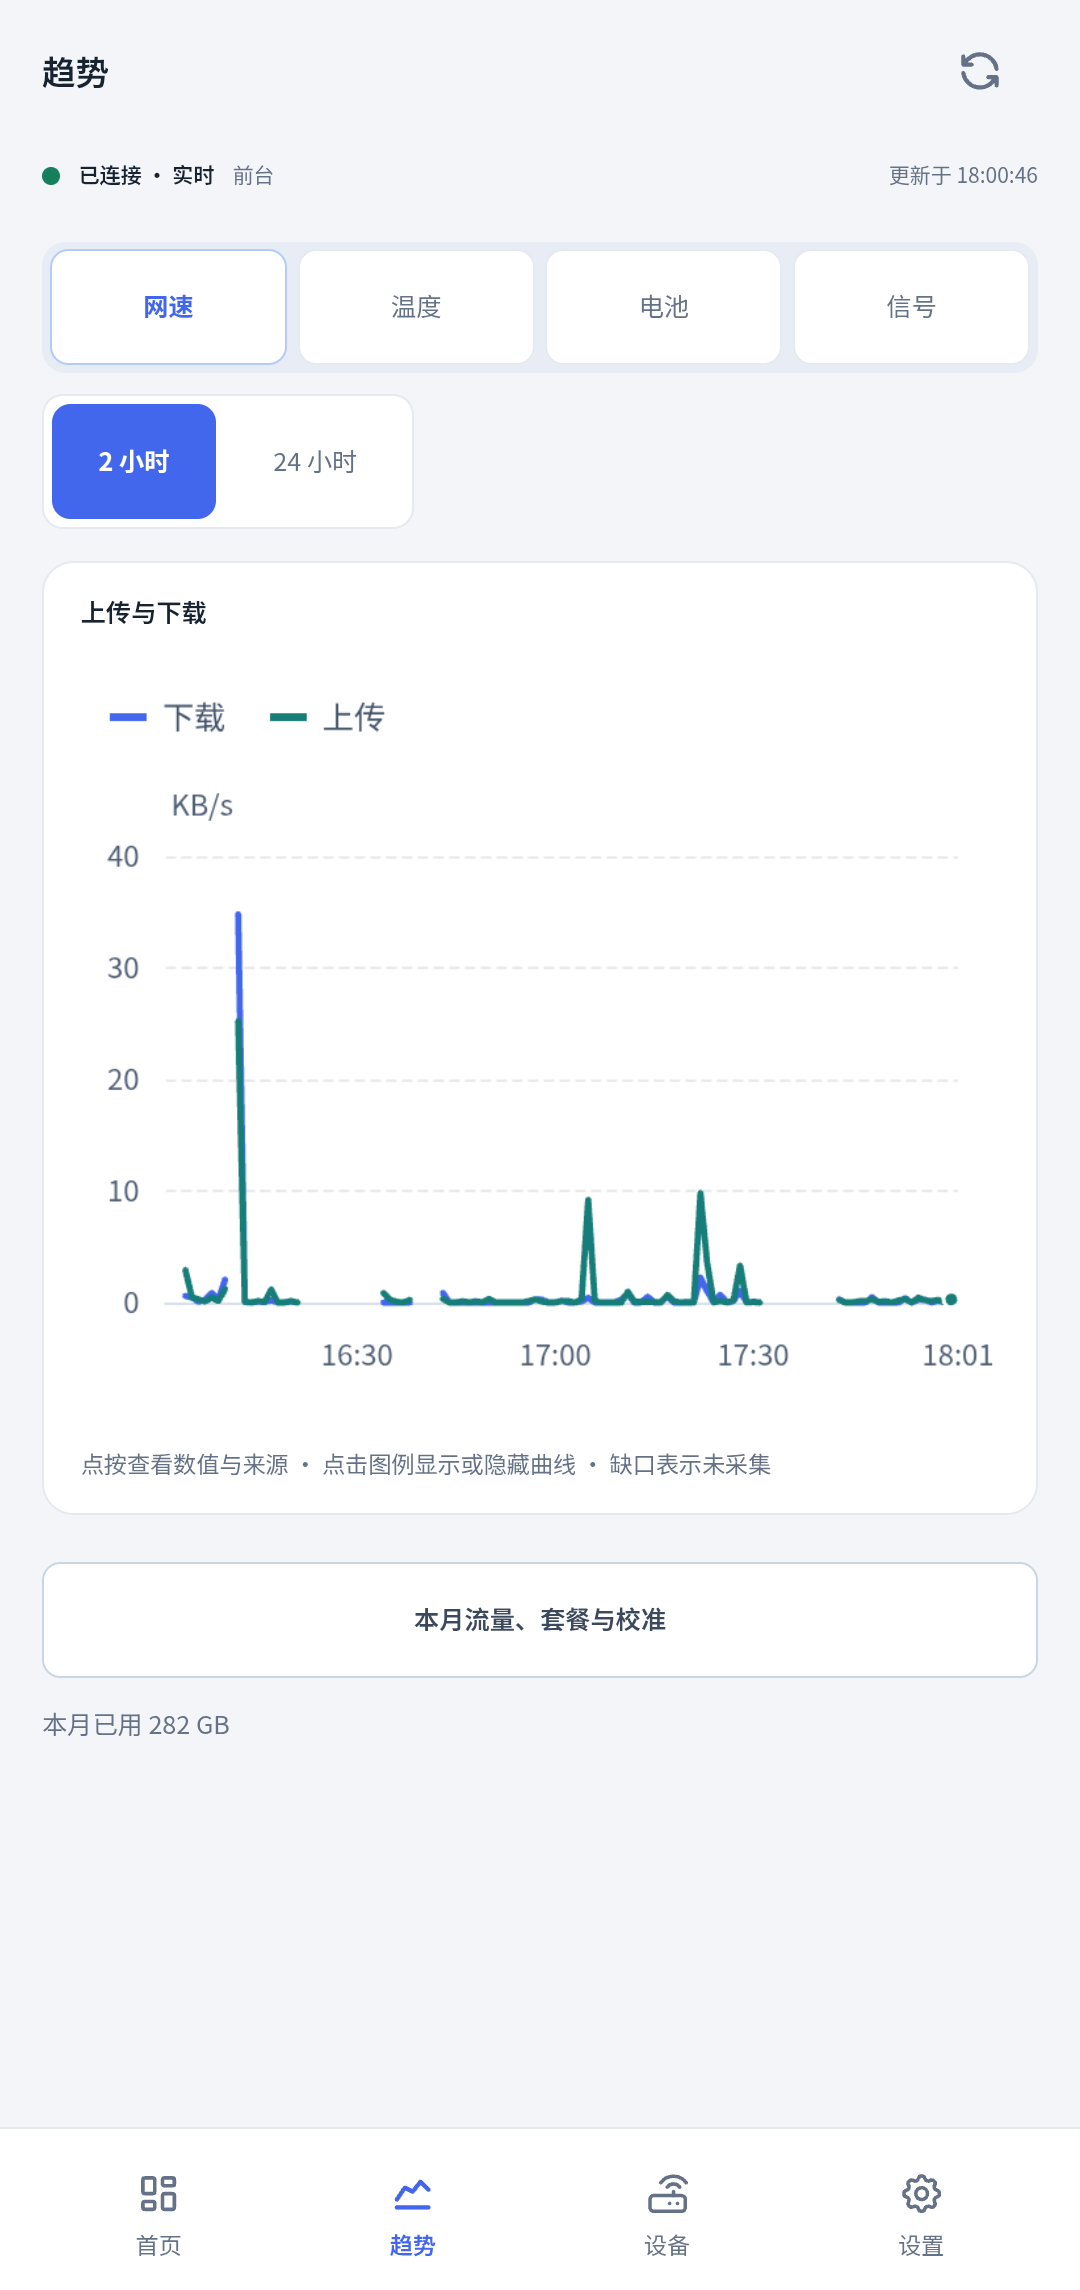 趋势
已连接 · 实时 前台 更新于 18:00:46
网速 温度 电池 信号
2 小时 24 小时
上传与下载
下载 上传
KB/s
40
30
20
10
0
16:30 17:00 17:30 18:01
点按查看数值与来源 · 点击图例显示或隐藏曲线 · 缺口表示未采集
本月流量、套餐与校准
本月已用 282 GB
首页 趋势 设备 设置